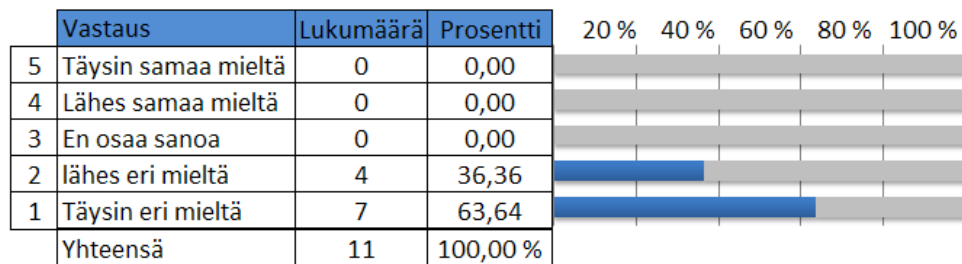 Vastaus Lukumäärä Prosentti 20 % 40 % 60 % 80 % 100 %
5 Täysin samaa mieltä 0 0,00
4 Lähes samaa mieltä 0 0,00
3 En osaa sanoa 0 0,00
2 lähes eri mieltä 4 36,36
1 Täysin eri mieltä 7 63,64
Yhteensä 11 100,00 %